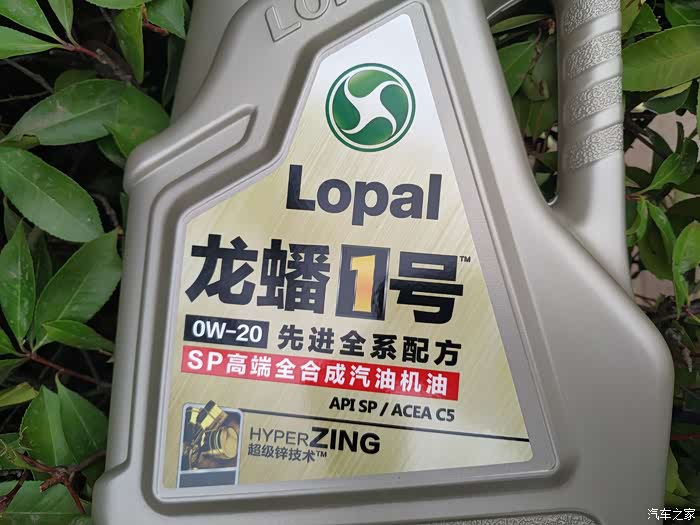 Lopal
龙蟠1号™
0W-20 先进全系配方
SP高端全合成汽油机油
API SP / ACEA C5
HYPERZING
超级锌技术™
汽车之家